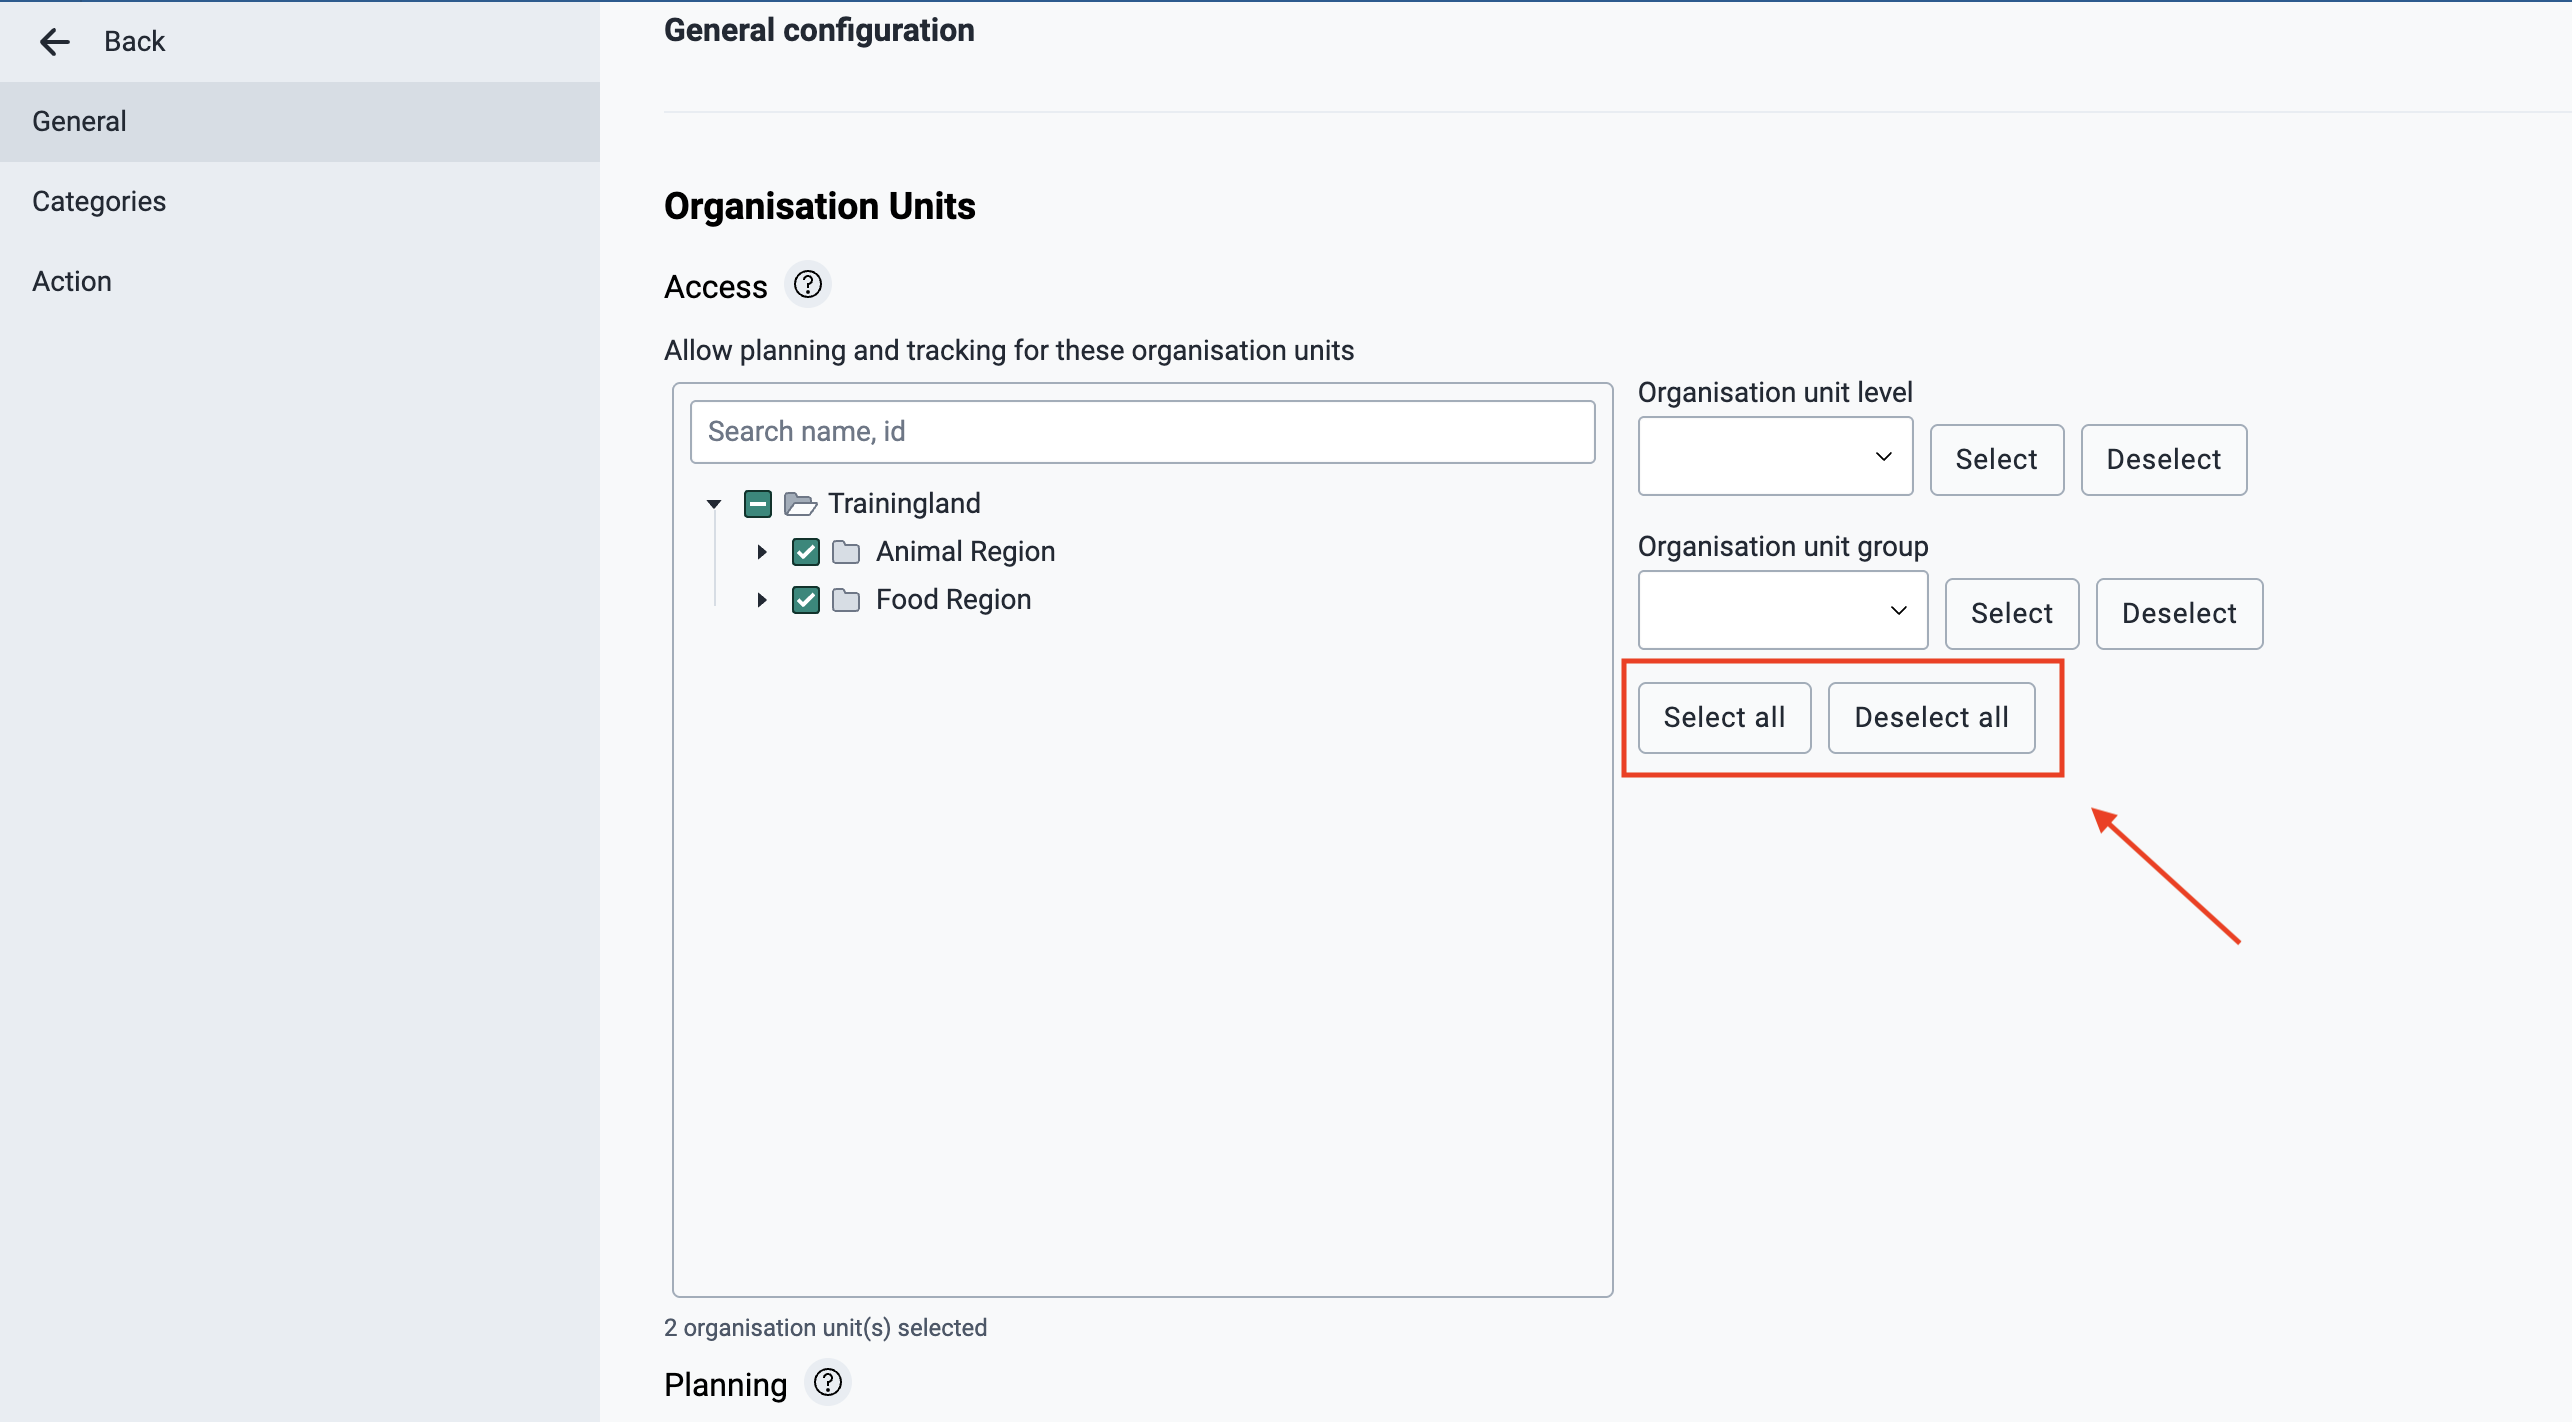 Back
General
Categories
Action
General configuration
Organisation Units
Access
Allow planning and tracking for these organisation units
Search name, id
Trainingland
Animal Region
Food Region
Organisation unit level
Select Deselect
Organisation unit group
Select Deselect
Select all Deselect all
2 organisation unit(s) selected
Planning